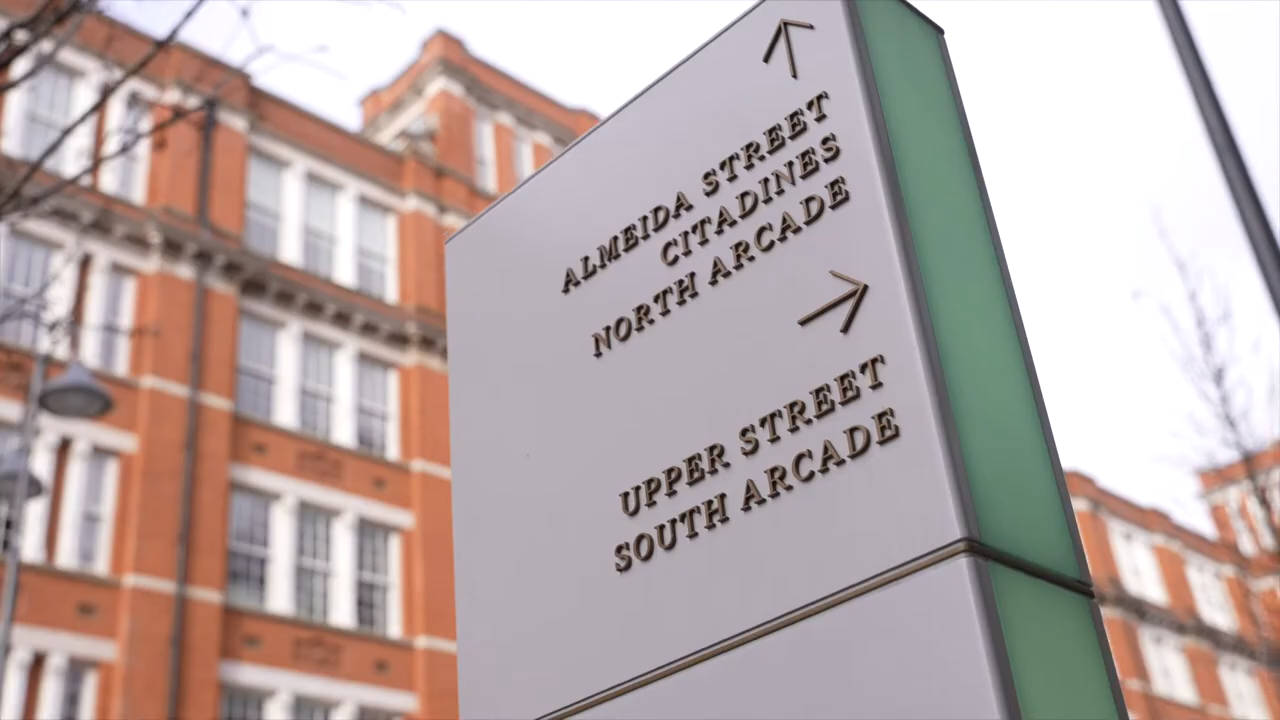 ALMEIDA STREET
CITADINES
NORTH ARCADE
UPPER STREET
SOUTH ARCADE